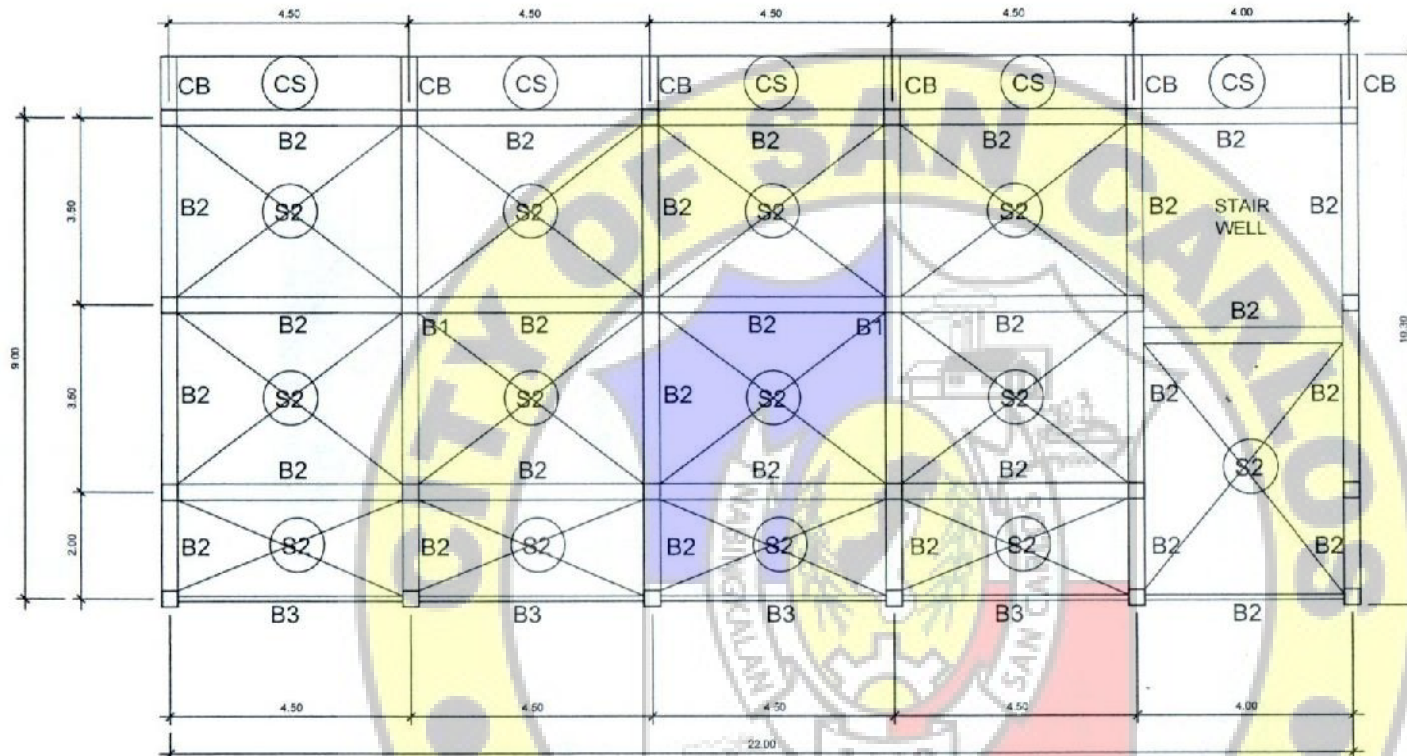 4.50 4.50 4.50 4.50 4.00
CB CS CB CS CB CS CB CS CB CS CB
B2 B2 B2 B2 B2
B2 S2 S2 B2 S2 S2 B2 STAIR WELL B2
3.50
B2 B1 B2 B2 B1 B2 B2
9.00
10.30
B2 S2 S2 B2 S2 S2 B2 B2
3.50
B2 B2 B2 B2 S2
2.00
B2 S2 B2 S2 B2 S2 B2 S2 B2 B2
B3 B3 B3 B3 B2
4.50 4.50 4.50 4.50 4.00
22.00
CITY OF SAN CARLOS